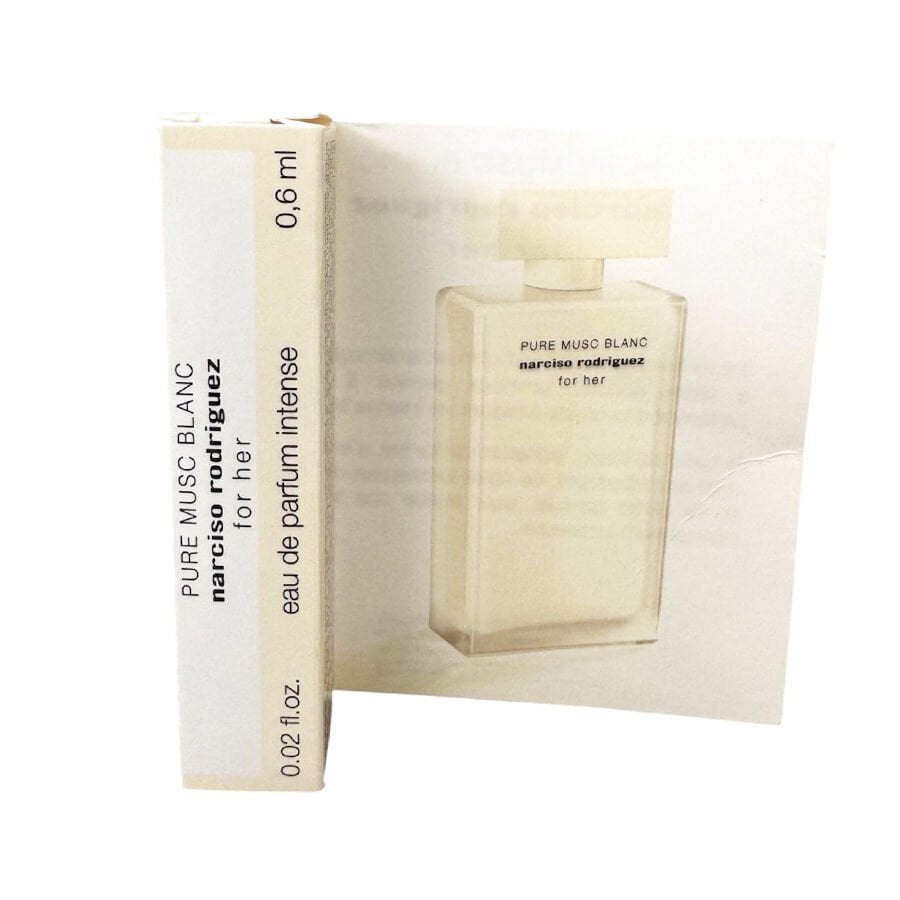 PURE MUSC BLANC
narciso rodriguez
for her
0.02 fl.oz.
eau de parfum intense
0,6 ml
PURE MUSC BLANC
narciso rodriguez
for her